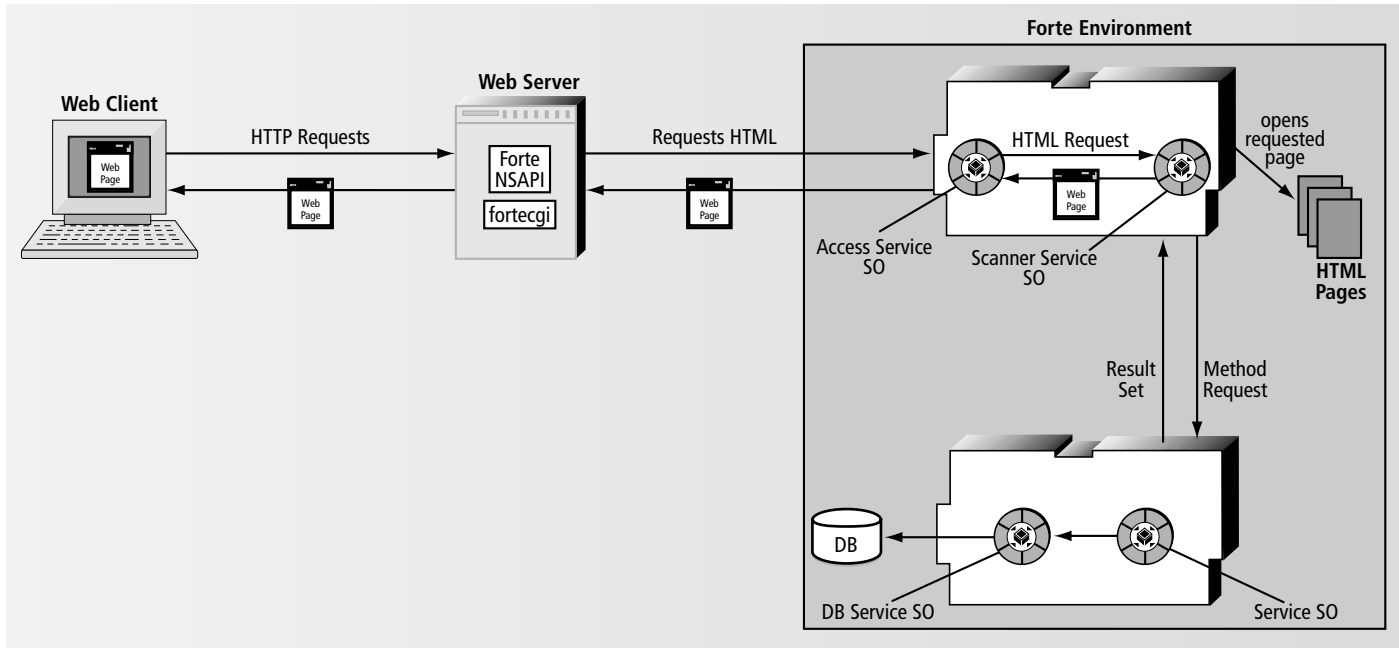 Forte Environment
Web Server
Web Client
HTTP Requests
Requests HTML
HTML Request
opens
requested
page
Web
Page
Forte
NSAPI
fortecgi
Web
Page
Web
Page
Web
Page
Access Service
SO
Scanner Service
SO
HTML
Pages
Result
Set
Method
Request
DB
DB Service SO
Service SO